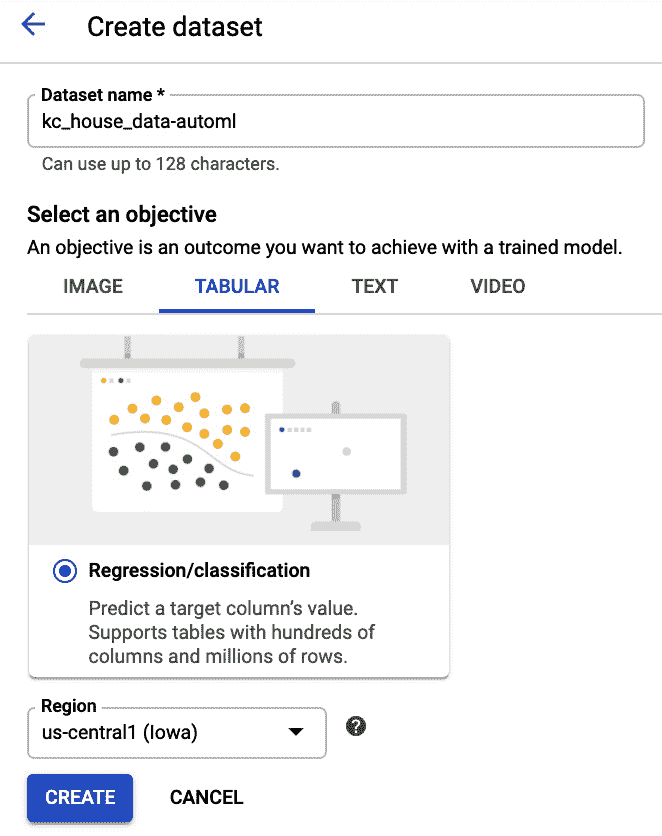 Create dataset
Dataset name *
kc_house_data-automl
Can use up to 128 characters.
Select an objective
An objective is an outcome you want to achieve with a trained model.
IMAGE TABULAR TEXT VIDEO
Regression/classification
Predict a target column's value.
Supports tables with hundreds of
columns and millions of rows.
Region
us-central1 (Iowa)
?
CREATE CANCEL